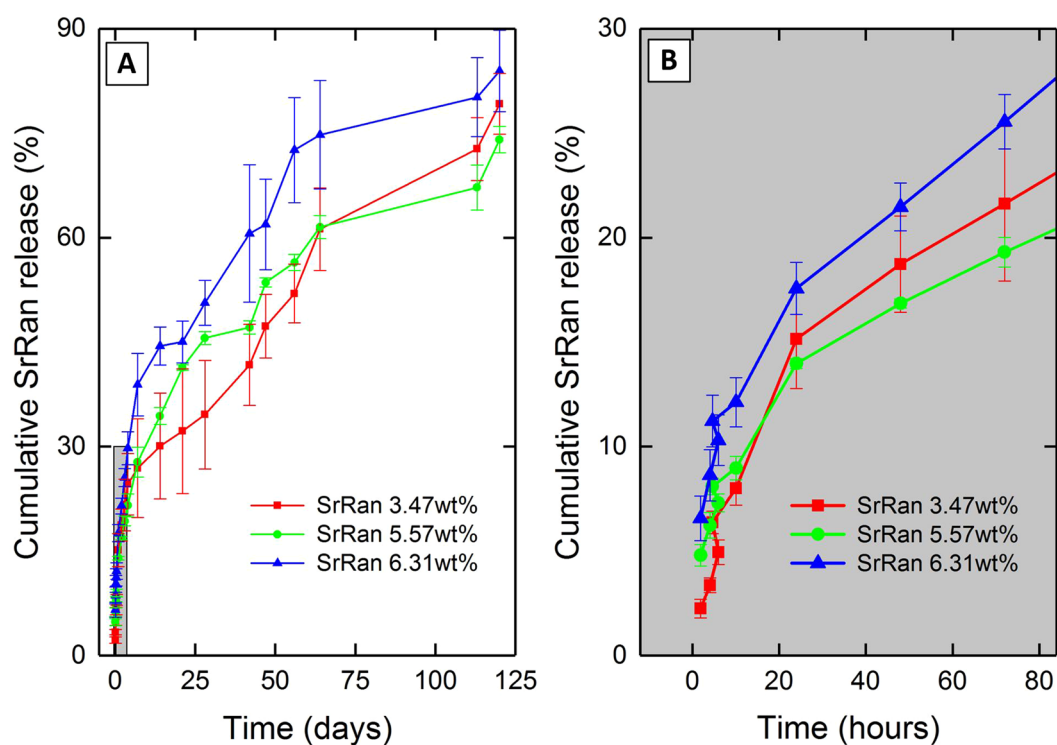 A
Cumulative SrRan release (%)
90
60
30
0
SrRan 3.47wt%
SrRan 5.57wt%
SrRan 6.31wt%
0 25 50 75 100 125
Time (days)
B
Cumulative SrRan release (%)
30
20
10
0
SrRan 3.47wt%
SrRan 5.57wt%
SrRan 6.31wt%
0 20 40 60 80
Time (hours)